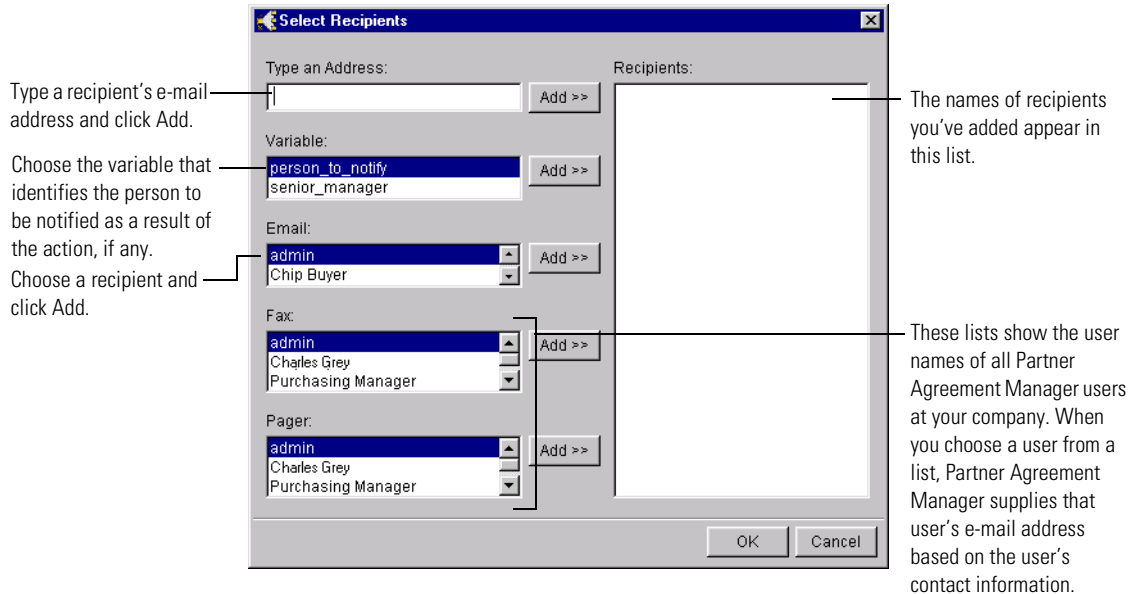 Select Recipients
Type an Address:
Add >>
Variable:
person_to_notify
senior_manager
Add >>
Email:
admin
Chip Buyer
Add >>
Fax:
admin
Charles Grey
Purchasing Manager
Add >>
Pager:
admin
Charles Grey
Purchasing Manager
Add >>
Recipients:
OK
Cancel
Type a recipient's e-mail
address and click Add.
Choose the variable that
identifies the person to
be notified as a result of
the action, if any.
Choose a recipient and
click Add.
The names of recipients
you've added appear in
this list.
These lists show the user
names of all Partner
Agreement Manager users
at your company. When
you choose a user from a
list, Partner Agreement
Manager supplies that
user's e-mail address
based on the user's
contact information.